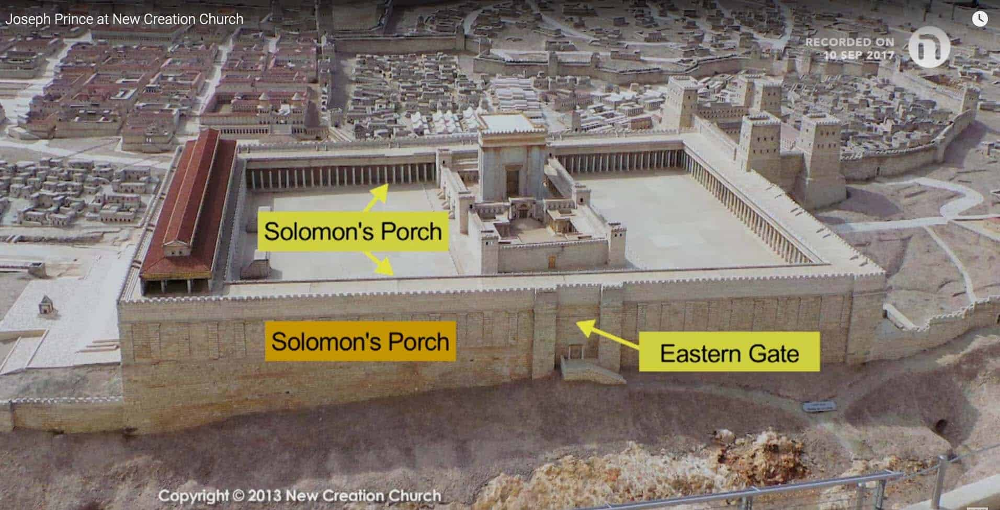 Joseph Prince at New Creation Church
RECORDED ON
10 SEP 2017
Solomon's Porch
Solomon's Porch
Eastern Gate
Copyright © 2013 New Creation Church